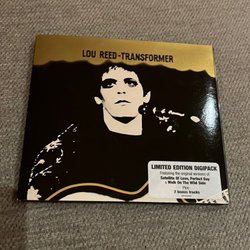 LOU REED-TRANSFORMER
LIMITED EDITION DIGIPACK
Featuring the original versions of
Satellite Of Love, Perfect Day
& Walk On The Wild Side
Plus
2 bonus tracks